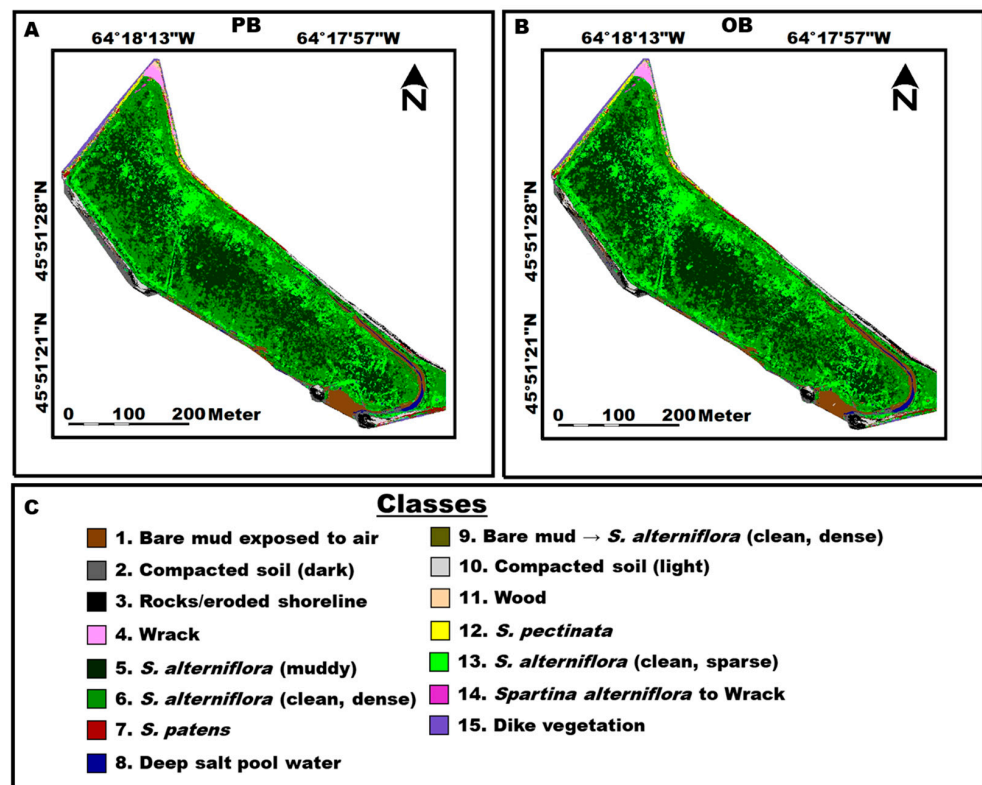 A
PB
64°18'13"W
64°17'57"W
N
45°51'28"N
45°51'21"N
0 100 200 Meter
B
OB
64°18'13"W
64°17'57"W
N
45°51'28"N
45°51'21"N
0 100 200 Meter
C
Classes
1. Bare mud exposed to air
2. Compacted soil (dark)
3. Rocks/eroded shoreline
4. Wrack
5. S. alterniflora (muddy)
6. S. alterniflora (clean, dense)
7. S. patens
8. Deep salt pool water
9. Bare mud → S. alterniflora (clean, dense)
10. Compacted soil (light)
11. Wood
12. S. pectinata
13. S. alterniflora (clean, sparse)
14. Spartina alterniflora to Wrack
15. Dike vegetation